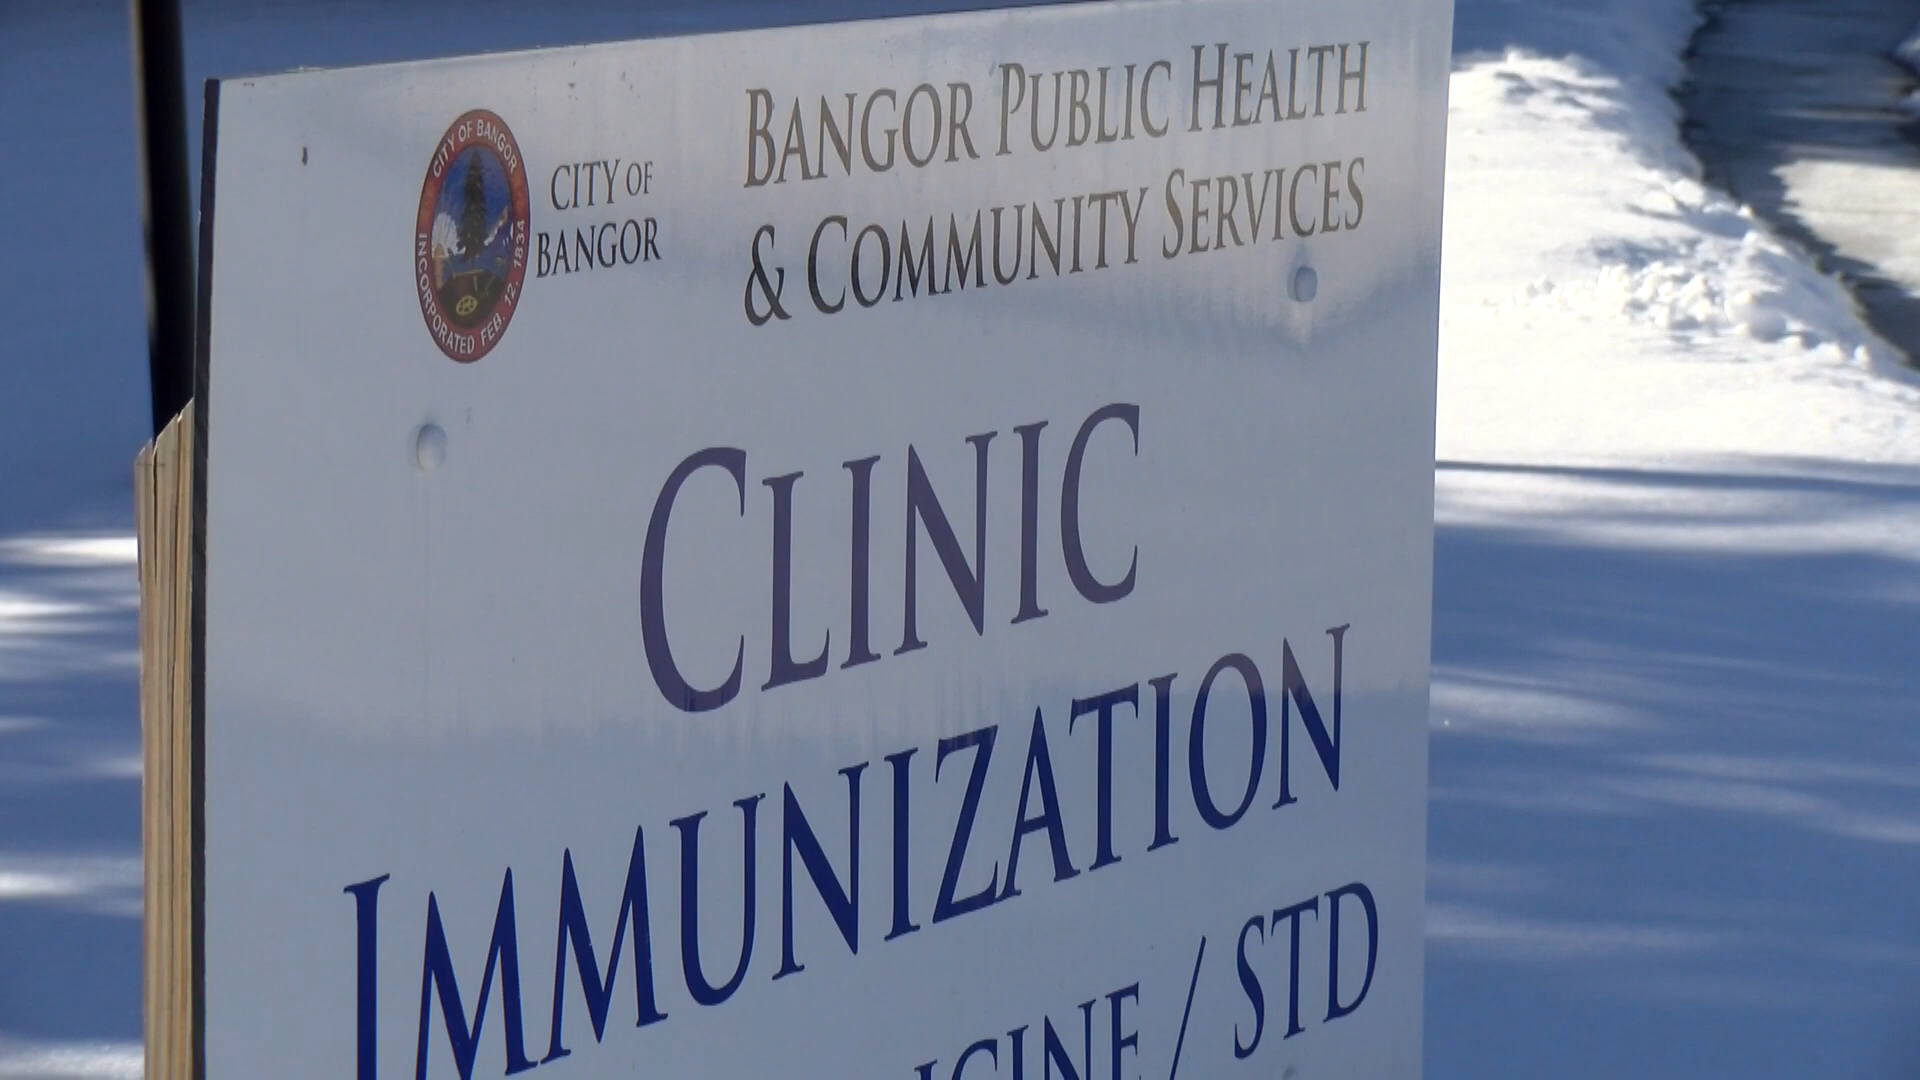 CITY OF BANGOR
INCORPORATED FEB. 12, 1834
CITY OF
BANGOR
BANGOR PUBLIC HEALTH
& COMMUNITY SERVICES
CLINIC
IMMUNIZATION
/ STD